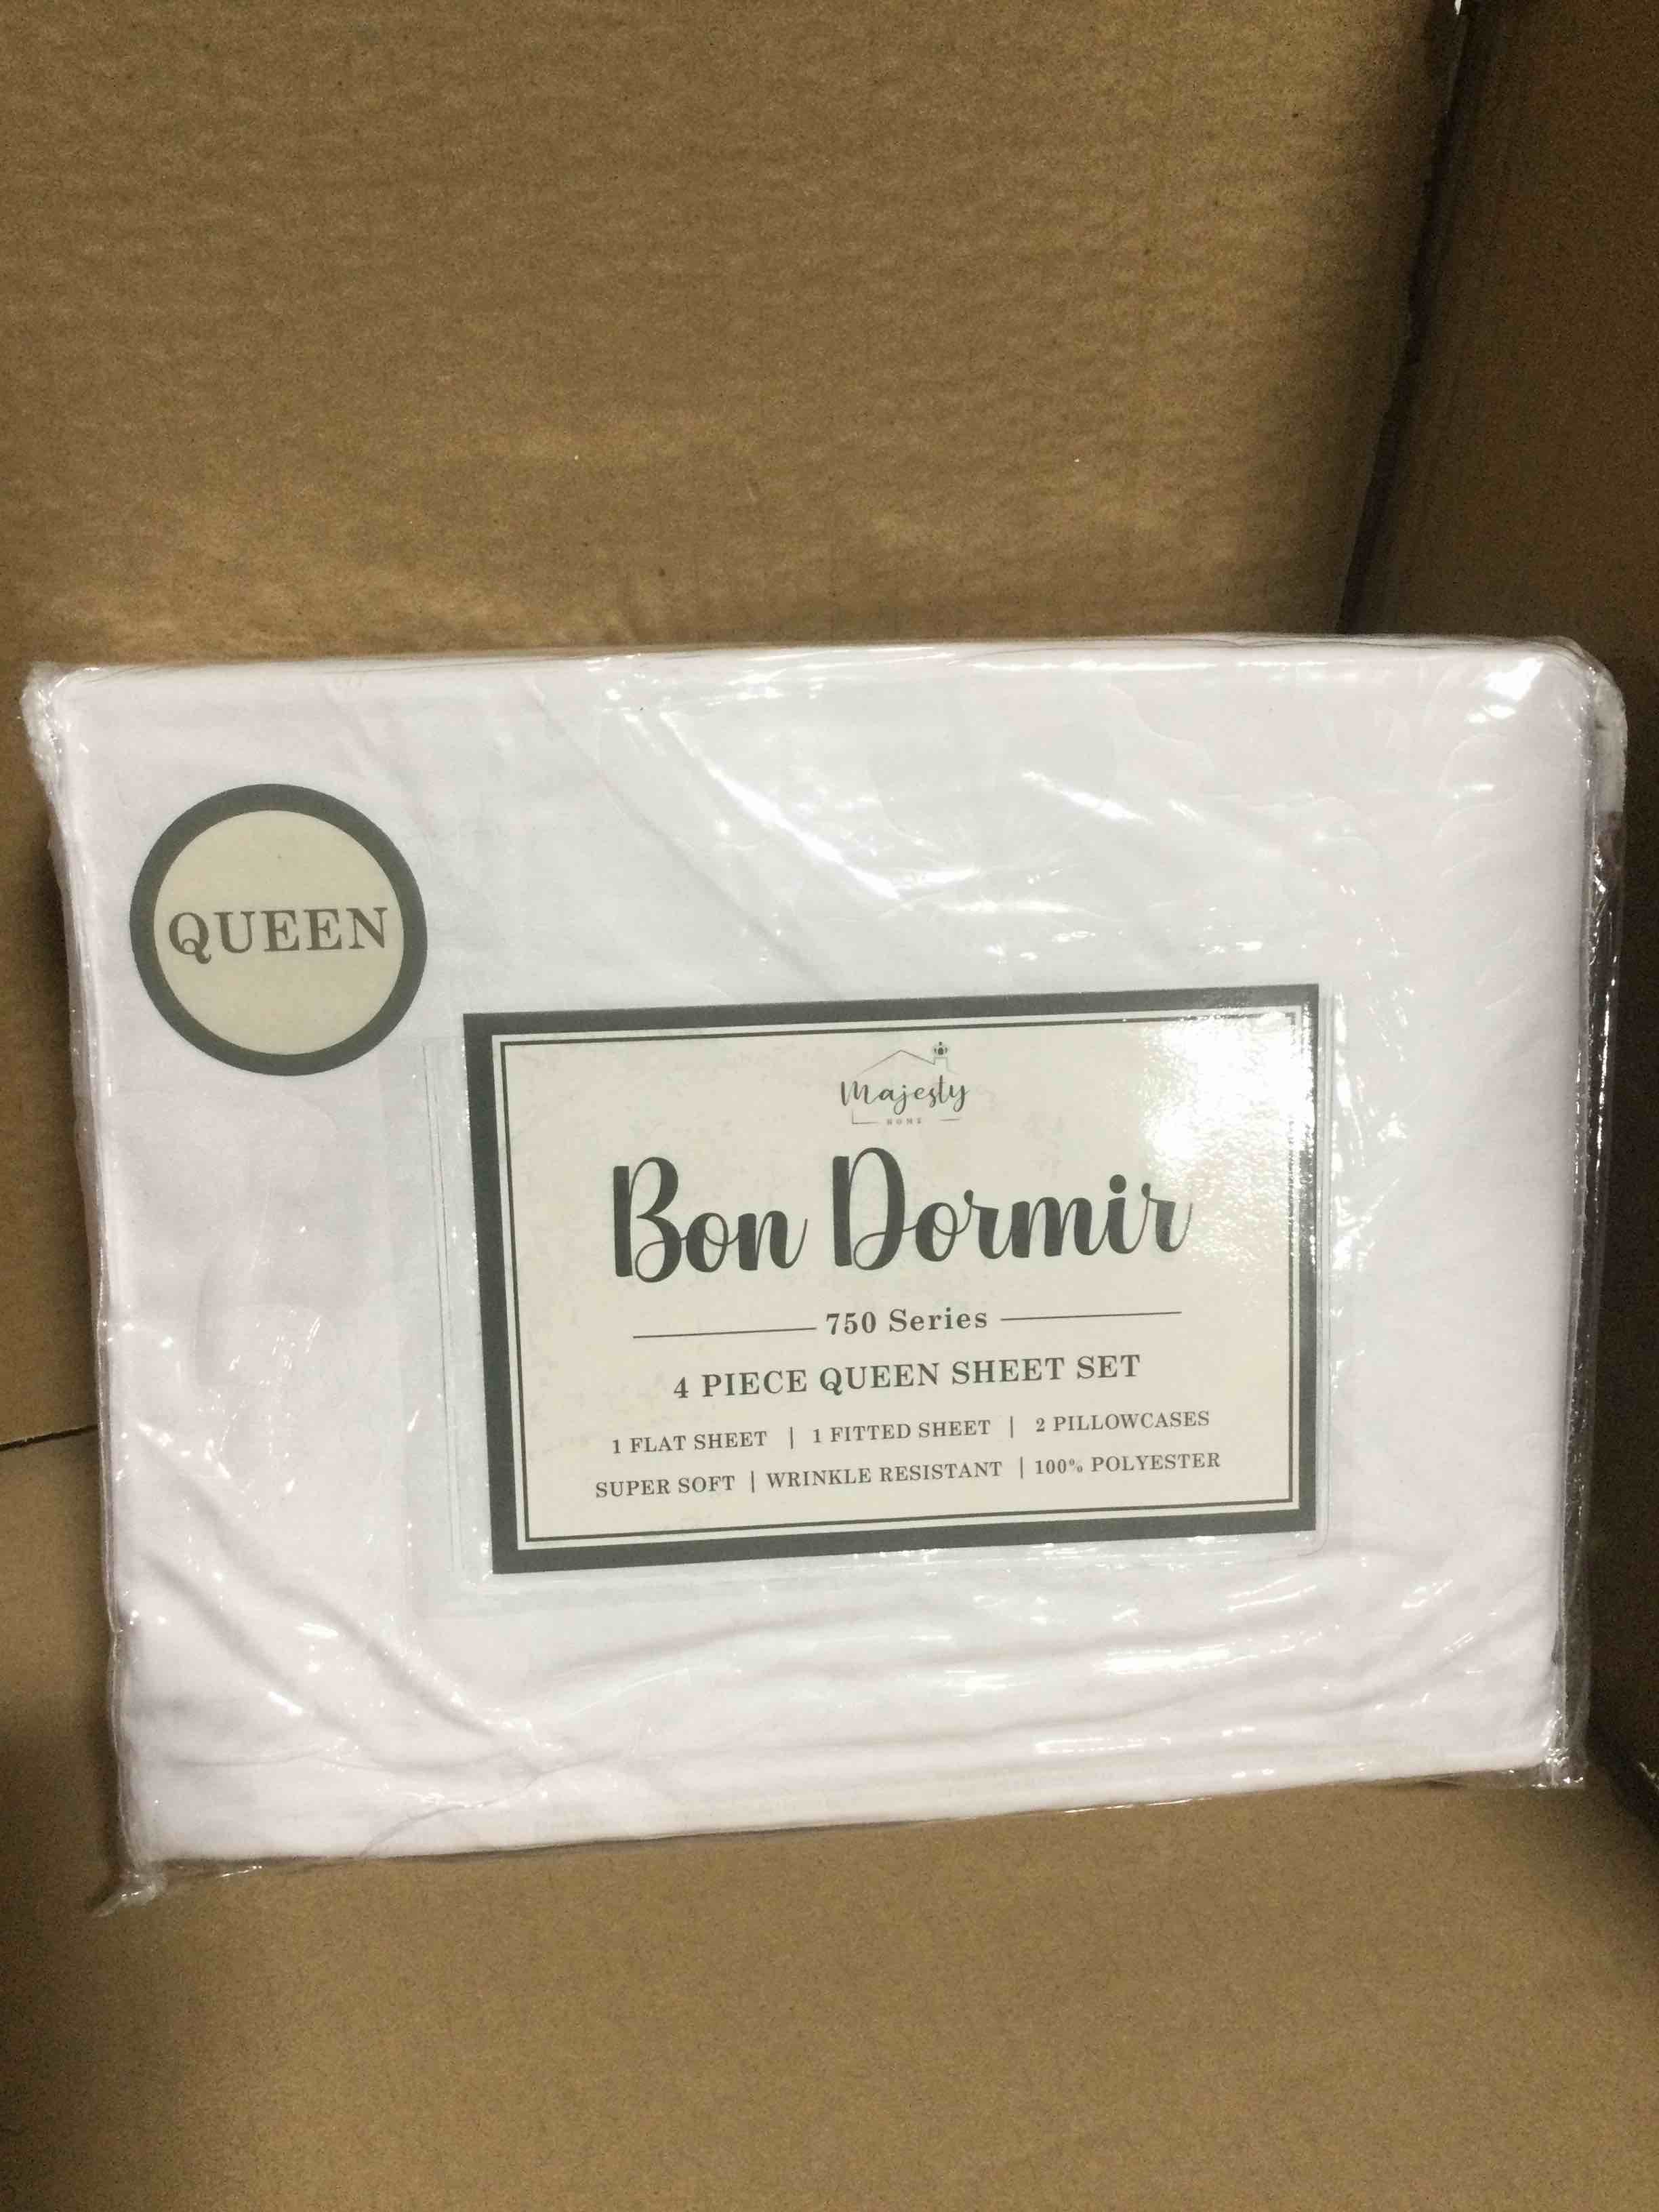 QUEEN
Majesty
HOME
Bon Dormir
750 Series
4 PIECE QUEEN SHEET SET
1 FLAT SHEET | 1 FITTED SHEET | 2 PILLOWCASES
SUPER SOFT | WRINKLE RESISTANT | 100% POLYESTER